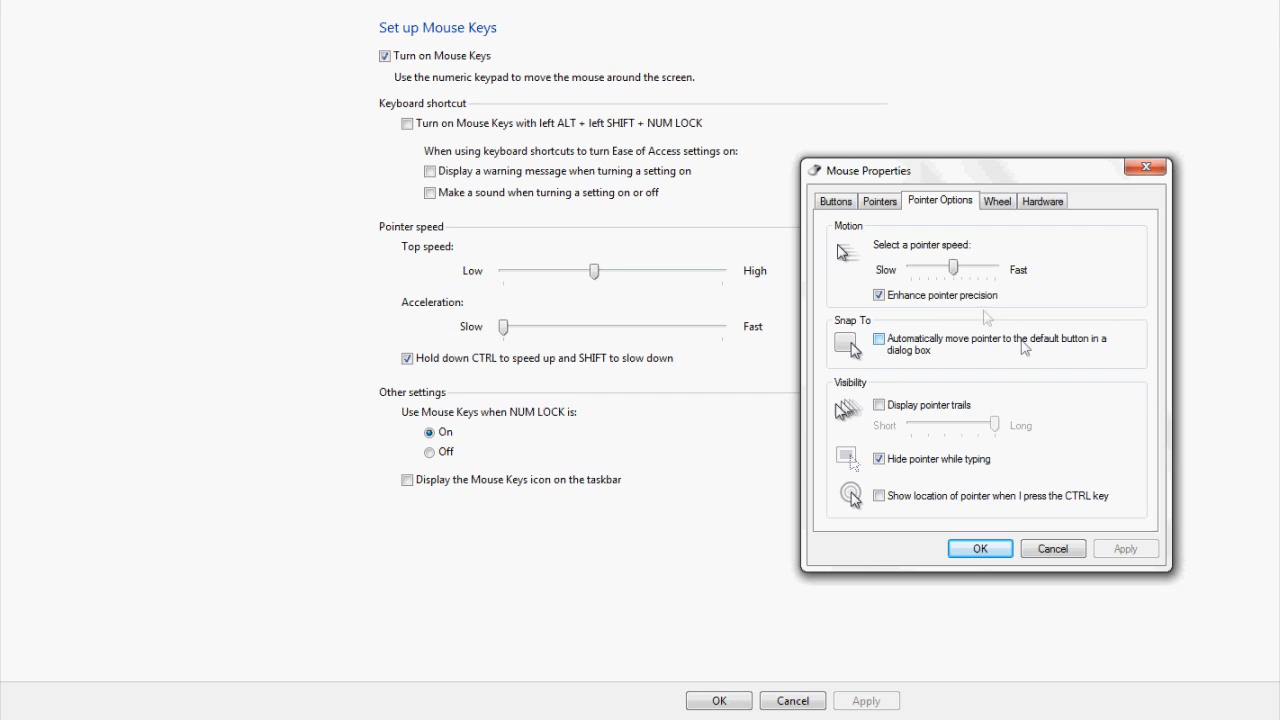 Set up Mouse Keys
Turn on Mouse Keys
Use the numeric keypad to move the mouse around the screen.
Keyboard shortcut
Turn on Mouse Keys with left ALT + left SHIFT + NUM LOCK
When using keyboard shortcuts to turn Ease of Access settings on:
Display a warning message when turning a setting on
Make a sound when turning a setting on or off
Pointer speed
Top speed:
Low High
Acceleration:
Slow Fast
Hold down CTRL to speed up and SHIFT to slow down
Other settings
Use Mouse Keys when NUM LOCK is:
On
Off
Display the Mouse Keys icon on the taskbar
OK Cancel Apply
Mouse Properties
Buttons Pointers Pointer Options Wheel Hardware
Motion
Select a pointer speed:
Slow Fast
Enhance pointer precision
Snap To
Automatically move pointer to the default button in a
dialog box
Visibility
Display pointer trails
Short Long
Hide pointer while typing
Show location of pointer when I press the CTRL key
OK Cancel Apply